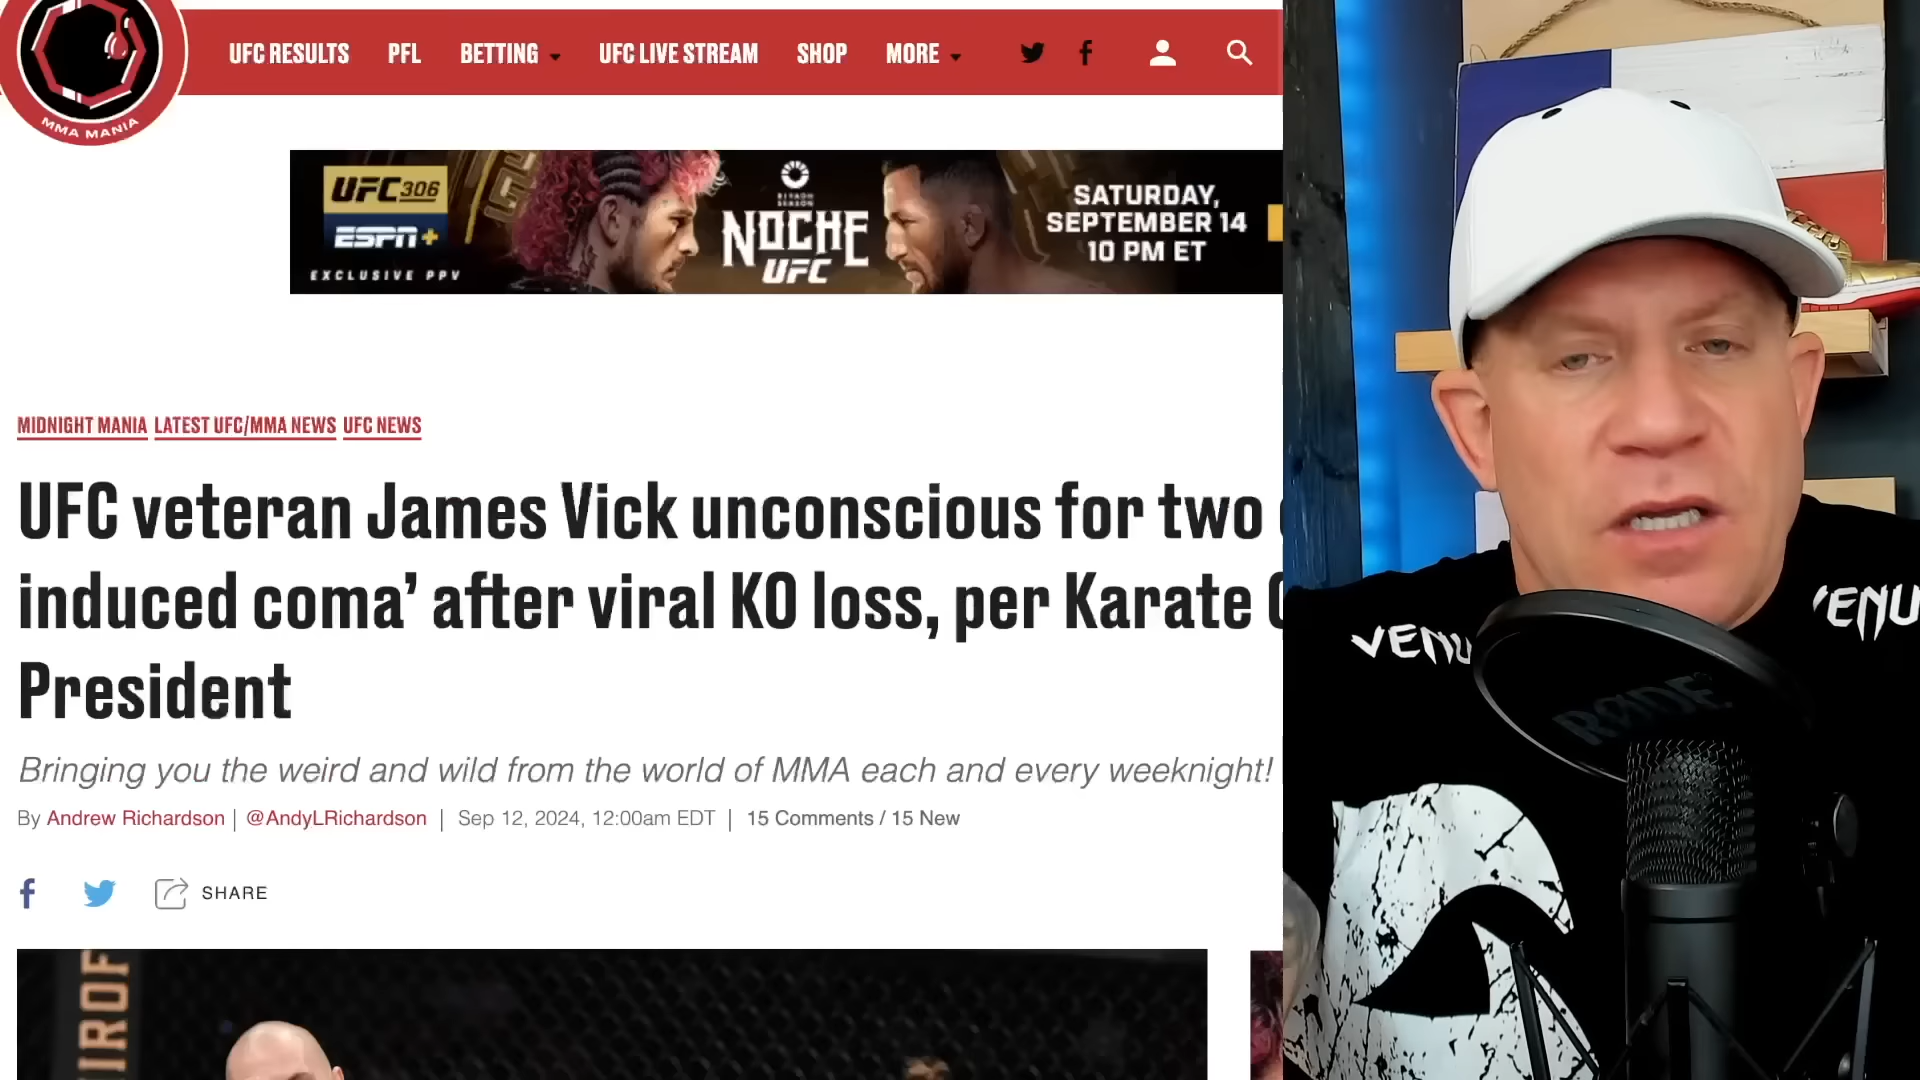 UFC RESULTS PFL BETTING UFC LIVE STREAM SHOP MORE
MMA MANIA
UFC 306
ESPN+
EXCLUSIVE PPV
RIYADH
SEASON
NOCHE
UFC
SATURDAY,
SEPTEMBER 14
10 PM ET
MIDNIGHT MANIA LATEST UFC/MMA NEWS UFC NEWS
UFC veteran James Vick unconscious for two
induced coma’ after viral KO loss, per Karate
President
Bringing you the weird and wild from the world of MMA each and every weeknight!
By Andrew Richardson | @AndyLRichardson | Sep 12, 2024, 12:00am EDT | 15 Comments / 15 New
SHARE
VENU
VENU
RØDE